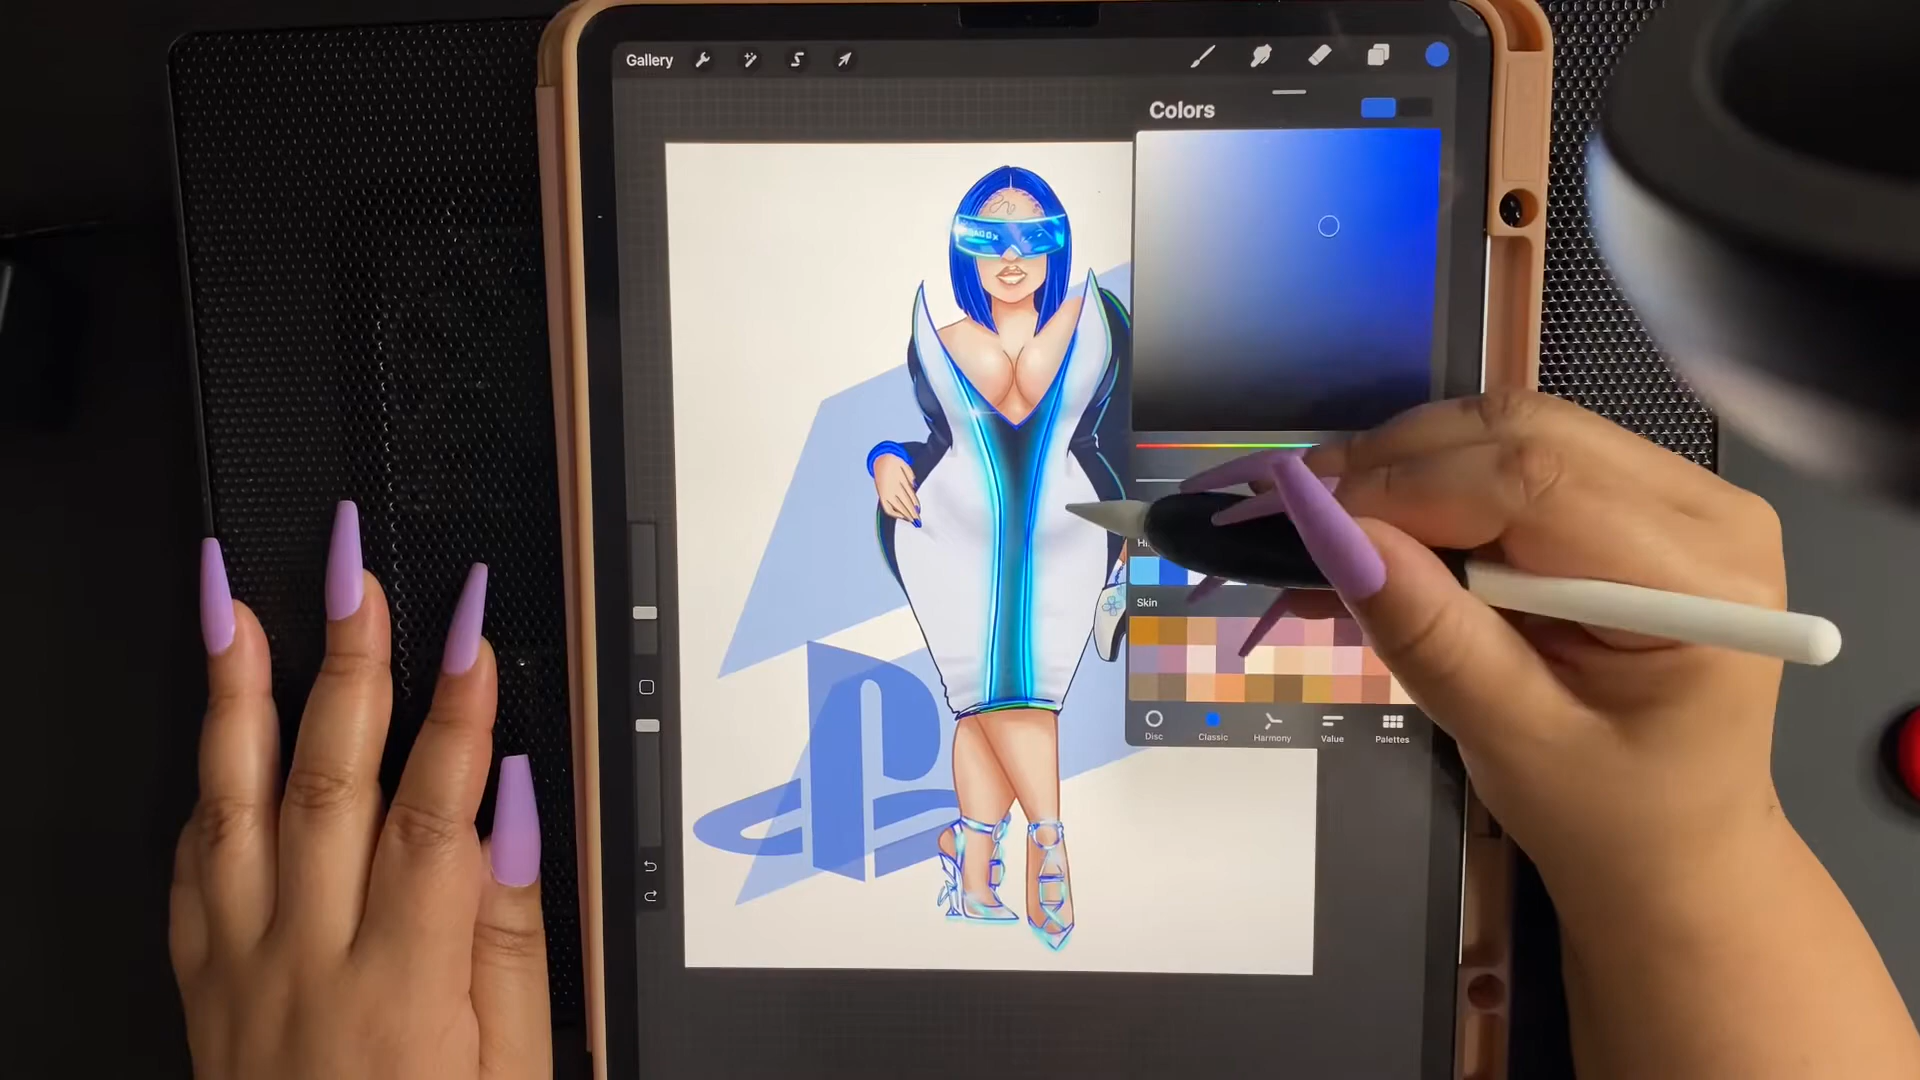 Gallery
Colors
Skin
Disc
Classic
Harmony
Value
Palettes